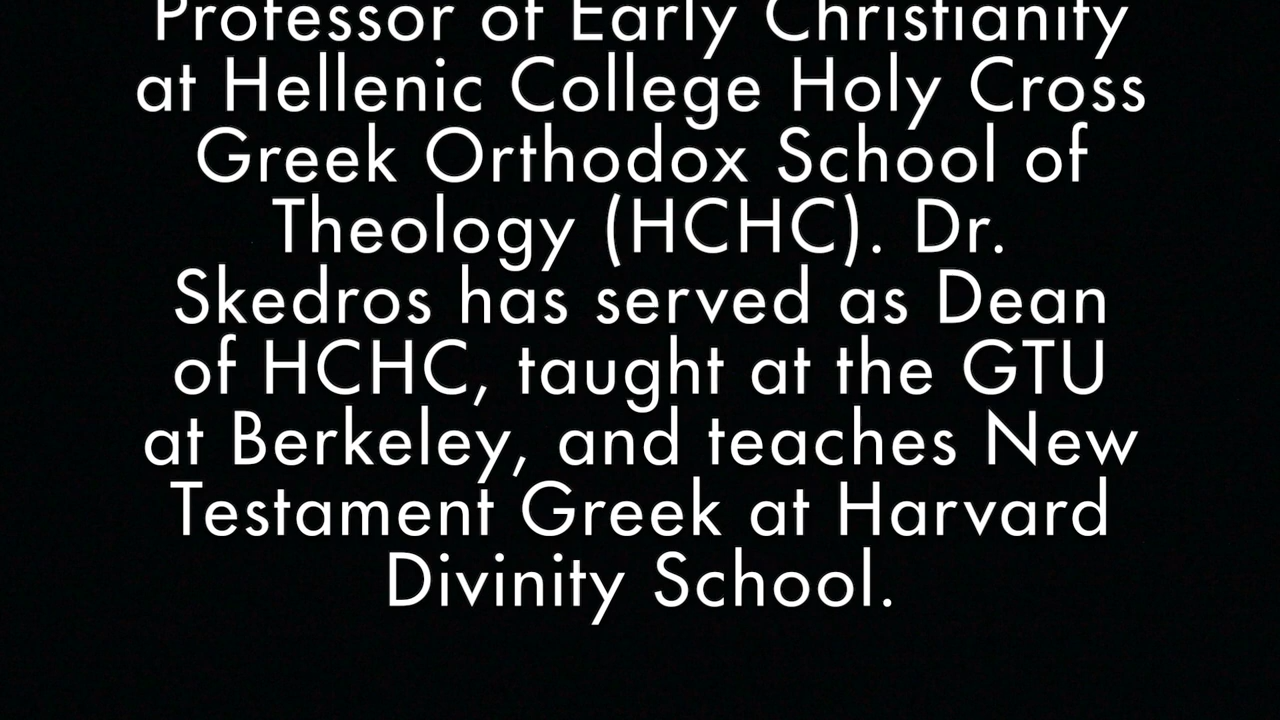 Professor of Early Christianity
at Hellenic College Holy Cross
Greek Orthodox School of
Theology (HCHC). Dr.
Skedros has served as Dean
of HCHC, taught at the GTU
at Berkeley, and teaches New
Testament Greek at Harvard
Divinity School.